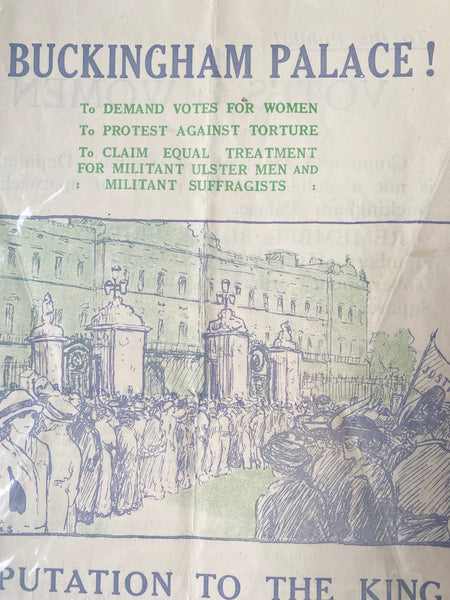 BUCKINGHAM PALACE!
To DEMAND VOTES FOR WOMEN
To PROTEST AGAINST TORTURE
To CLAIM EQUAL TREATMENT
FOR MILITANT ULSTER MEN AND
: MILITANT SUFFRAGISTS :
JUST
PUTATION TO THE KING